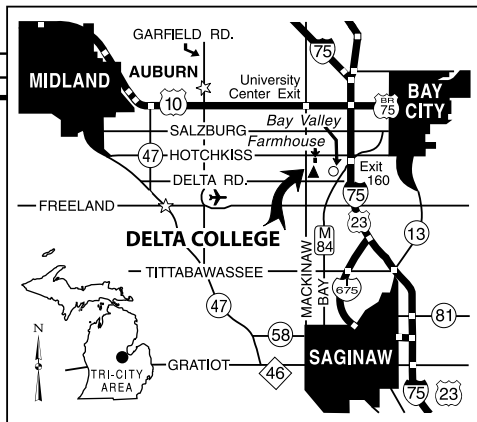 GARFIELD RD.
75
MIDLAND
AUBURN
University
Center Exit
BAY
CITY
10
BR
75
SALZBURG
Bay Valley
47
HOTCHKISS
Farmhouse
DELTA RD.
Exit
160
75
FREELAND
23
13
DELTA COLLEGE
M
84
TITTABAWASSEE
MACKINAW
BAY
675
47
58
81
N
GRATIOT
SAGINAW
TRI-CITY
AREA
46
75
23